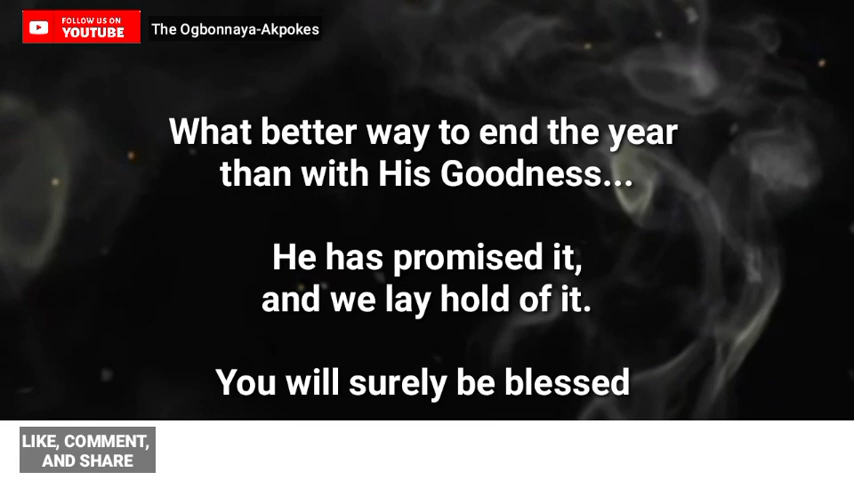 FOLLOW US ON
YOUTUBE
The Ogbonnaya-Akpokes
What better way to end the year
than with His Goodness...
He has promised it,
and we lay hold of it.
You will surely be blessed
LIKE, COMMENT,
AND SHARE